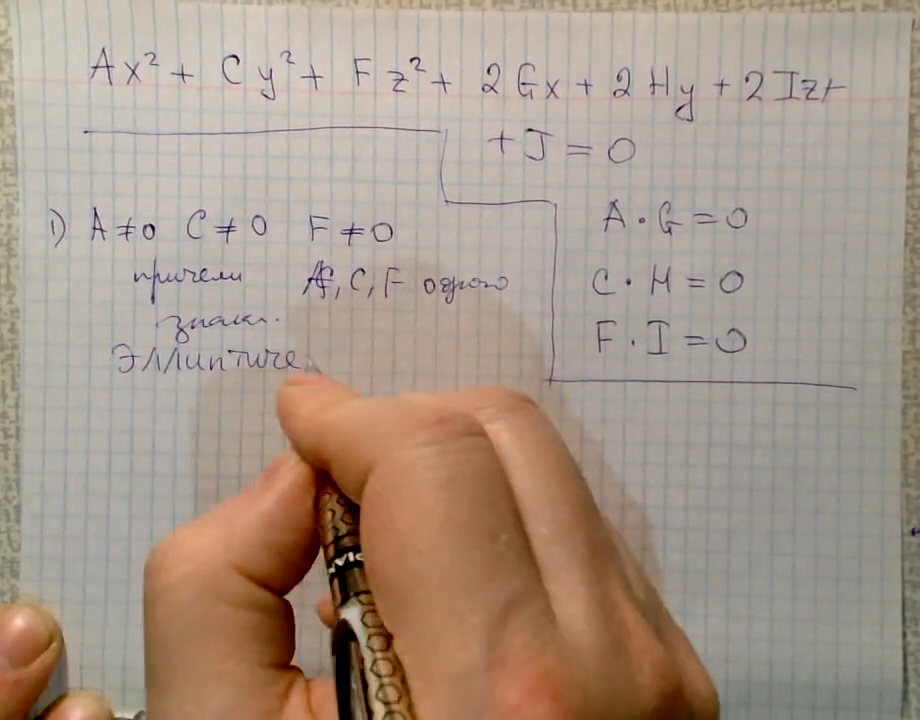 Ax² + Cy² + Fz² + 2Gx + 2Hy + 2Iz+
+ J = 0
A·G = 0
C·H = 0
F·I = 0
1) A≠0 C≠0 F≠0
причем A, C, F одного
знака.
Эллиптиче